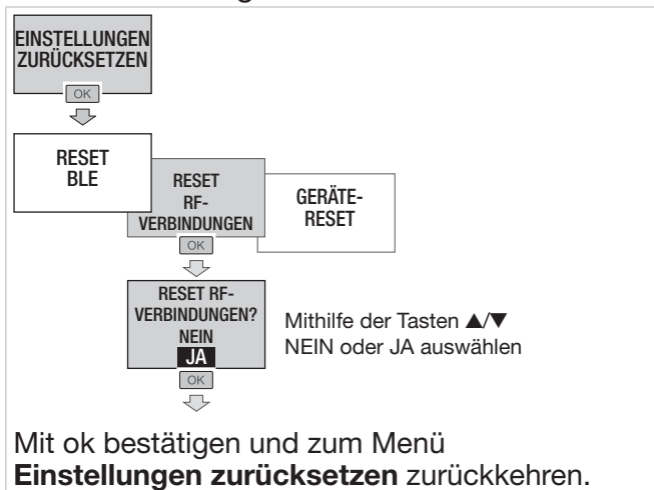 EINSTELLUNGEN
ZURÜCKSETZEN
OK
RESET
BLE
RESET
RF-
VERBINDUNGEN
OK
GERÄTE-
RESET
RESET RF-
VERBINDUNGEN?
NEIN
JA
OK
Mithilfe der Tasten ▲/▼
NEIN oder JA auswählen
Mit ok bestätigen und zum Menü
Einstellungen zurücksetzen zurückkehren.